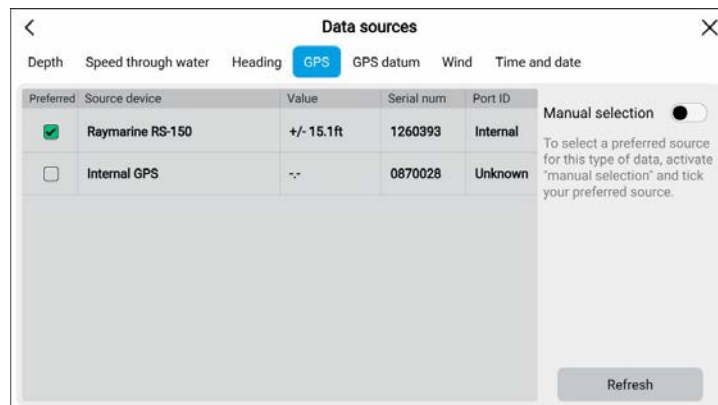 Data sources
Depth Speed through water Heading GPS GPS datum Wind Time and date
Preferred Source device Value Serial num Port ID
Raymarine RS-150 +/- 15.1ft 1260393 Internal
Internal GPS -.- 0870028 Unknown
Manual selection
To select a preferred source
for this type of data, activate
"manual selection" and tick
your preferred source.
Refresh